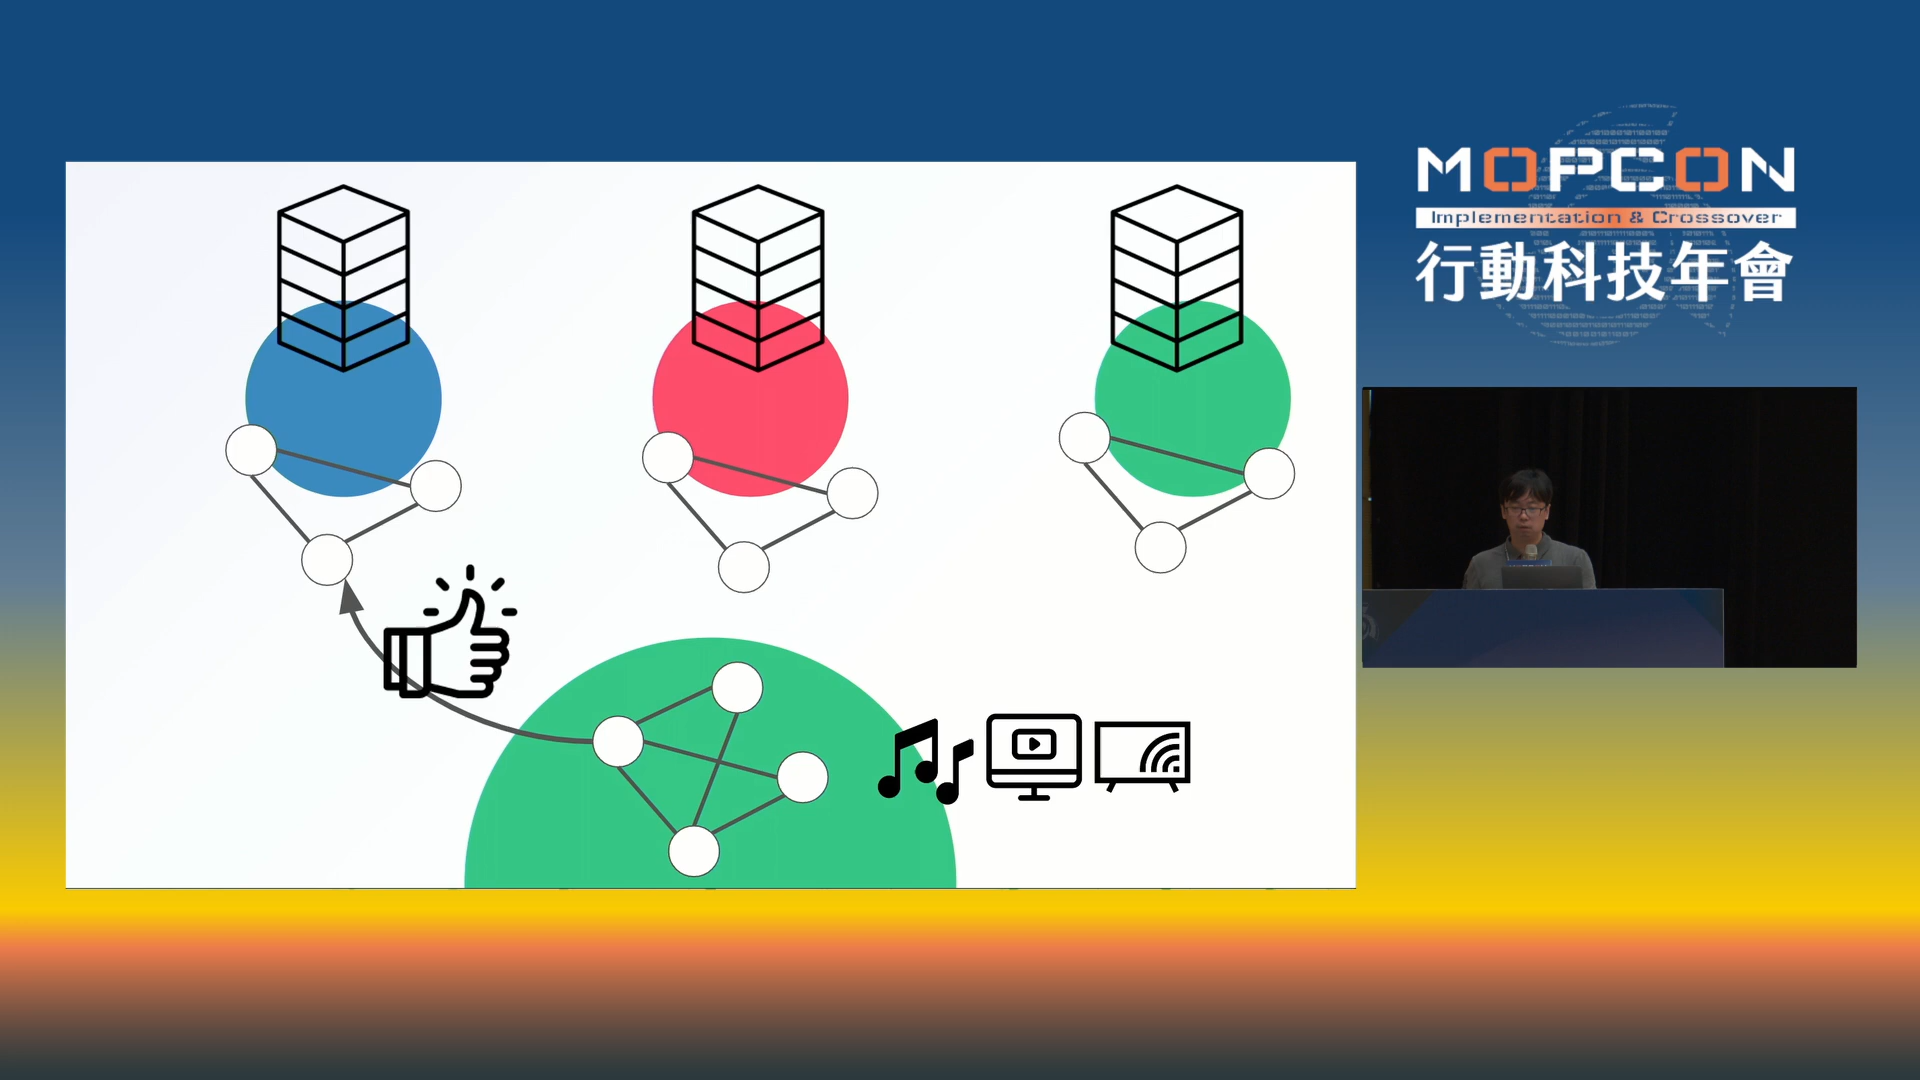 MOPCON
Implementation & Crossover
行動科技年會